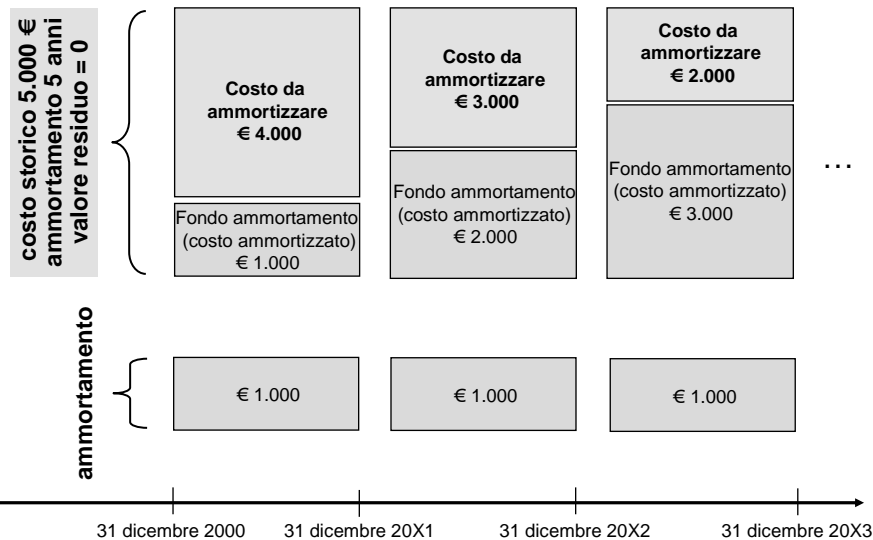 costo storico 5.000 €
ammortamento 5 anni
valore residuo = 0
Costo da
ammortizzare
€ 4.000
Fondo ammortamento
(costo ammortizzato)
€ 1.000
Costo da
ammortizzare
€ 3.000
Fondo ammortamento
(costo ammortizzato)
€ 2.000
Costo da
ammortizzare
€ 2.000
Fondo ammortamento
(costo ammortizzato)
€ 3.000
...
ammortamento
€ 1.000
€ 1.000
€ 1.000
31 dicembre 2000
31 dicembre 20X1
31 dicembre 20X2
31 dicembre 20X3